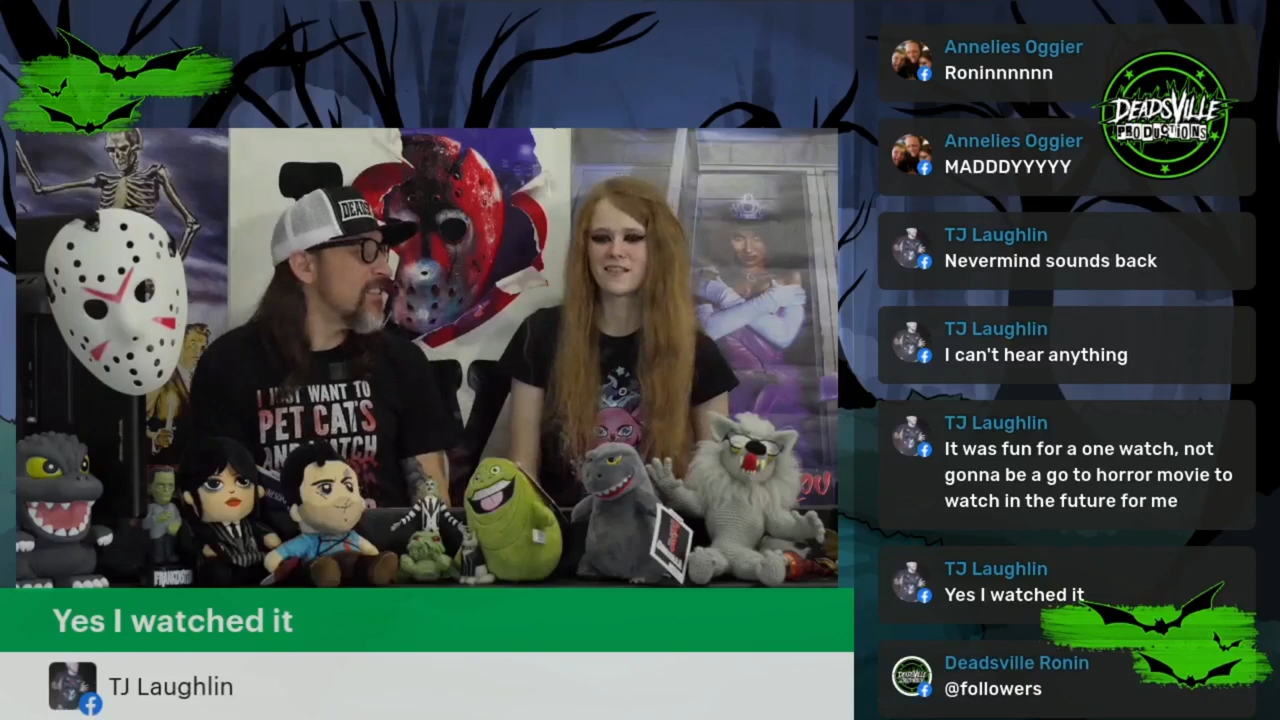 Annelies Oggier
Roninnnnnn
Annelies Oggier
MADDDYYYYY
DEADSVILLE
PRODUCTIONS
TJ Laughlin
Nevermind sounds back
TJ Laughlin
I can't hear anything
TJ Laughlin
It was fun for a one watch, not
gonna be a go to horror movie to
watch in the future for me
TJ Laughlin
Yes I watched it
Deadsville Ronin
@followers
I JUST WANT TO
PET CATS
AND WATCH
YOU
Yes I watched it
TJ Laughlin